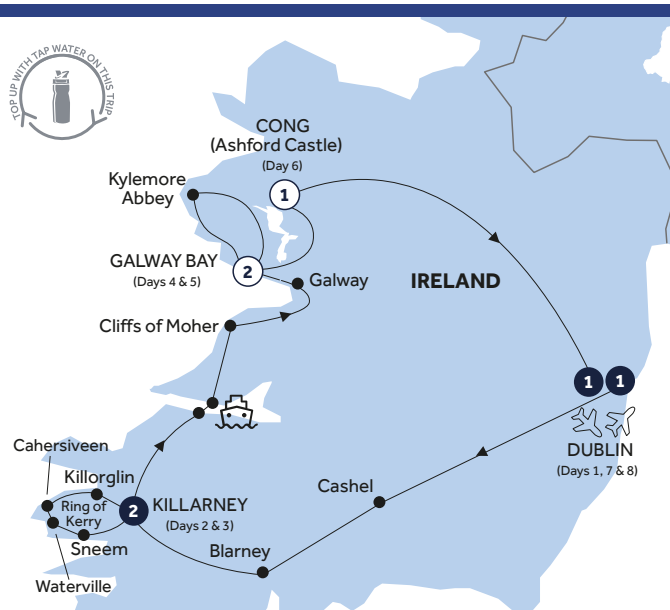 TOP UP WITH TAP WATER ON THIS TRIP
CONG
(Ashford Castle)
(Day 6)
1
Kylemore
Abbey
GALWAY BAY
(Days 4 & 5)
2
Galway
IRELAND
Cliffs of Moher
1
1
DUBLIN
(Days 1, 7 & 8)
Cahersiveen
Killorglin
Ring of
Kerry
2
KILLARNEY
(Days 2 & 3)
Cashel
Sneem
Blarney
Waterville